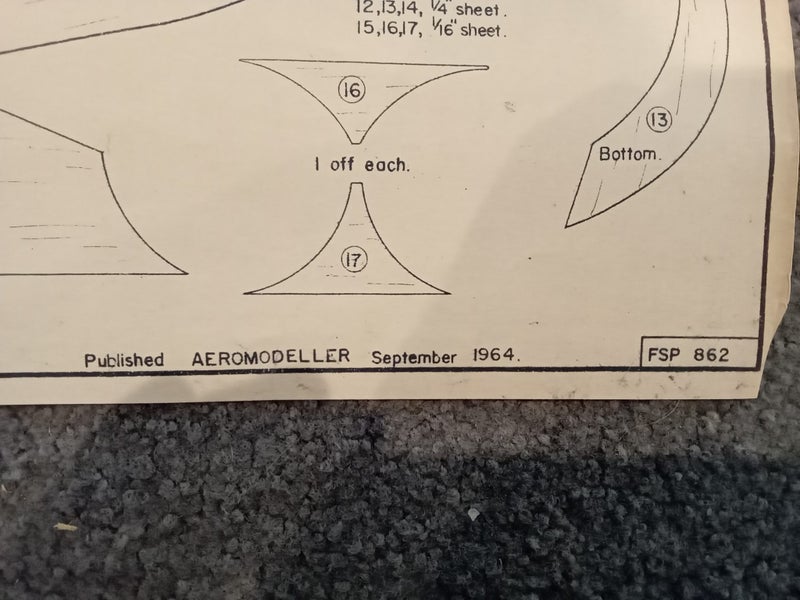 12,13,14, 1/4" sheet.
15,16,17, 1/16" sheet.
16
13
Bottom.
1 off each.
17
Published AEROMODELLER September 1964.
FSP 862